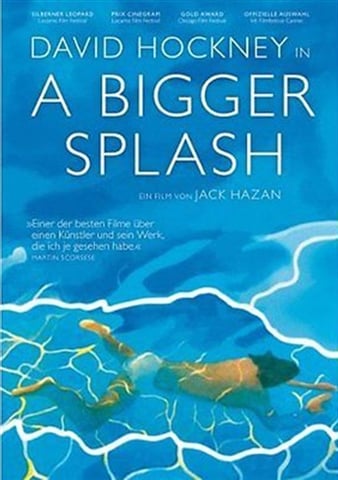 SILBERNER LEOPARD PRIX CINEGRAM GOLD AWARD OFFIZIELLE AUSWAHL
Locarno Film Festival Locarno Film Festival Chicago Film Festival Int. Filmfestival Cannes
DAVID HOCKNEY IN
A BIGGER
SPLASH
EIN FILM VON JACK HAZAN
»Einer der besten Filme über
einen Künstler und sein Werk,
die ich je gesehen habe.«
MARTIN SCORSESE